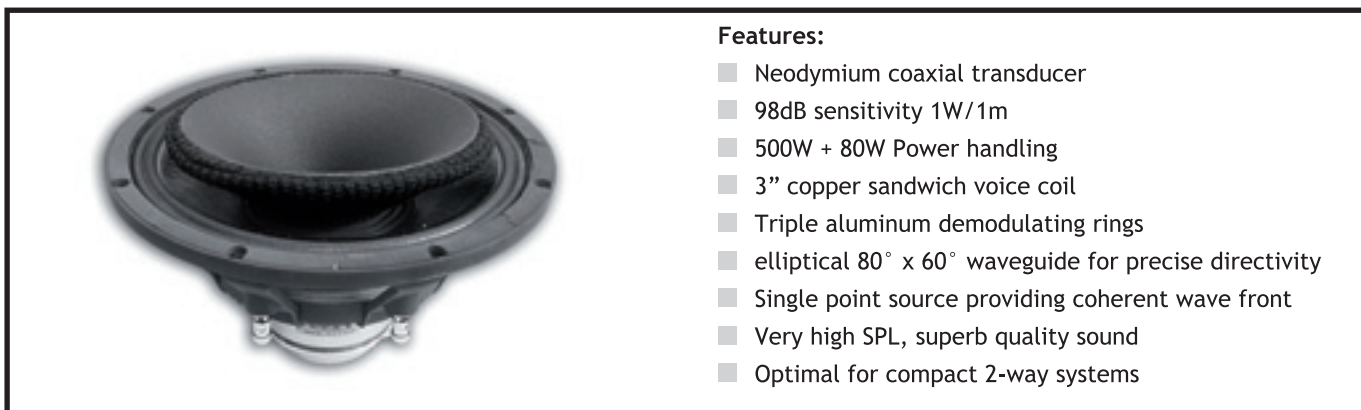 Features:
Neodymium coaxial transducer
98dB sensitivity 1W/1m
500W + 80W Power handling
3” copper sandwich voice coil
Triple aluminum demodulating rings
elliptical 80° x 60° waveguide for precise directivity
Single point source providing coherent wave front
Very high SPL, superb quality sound
Optimal for compact 2-way systems